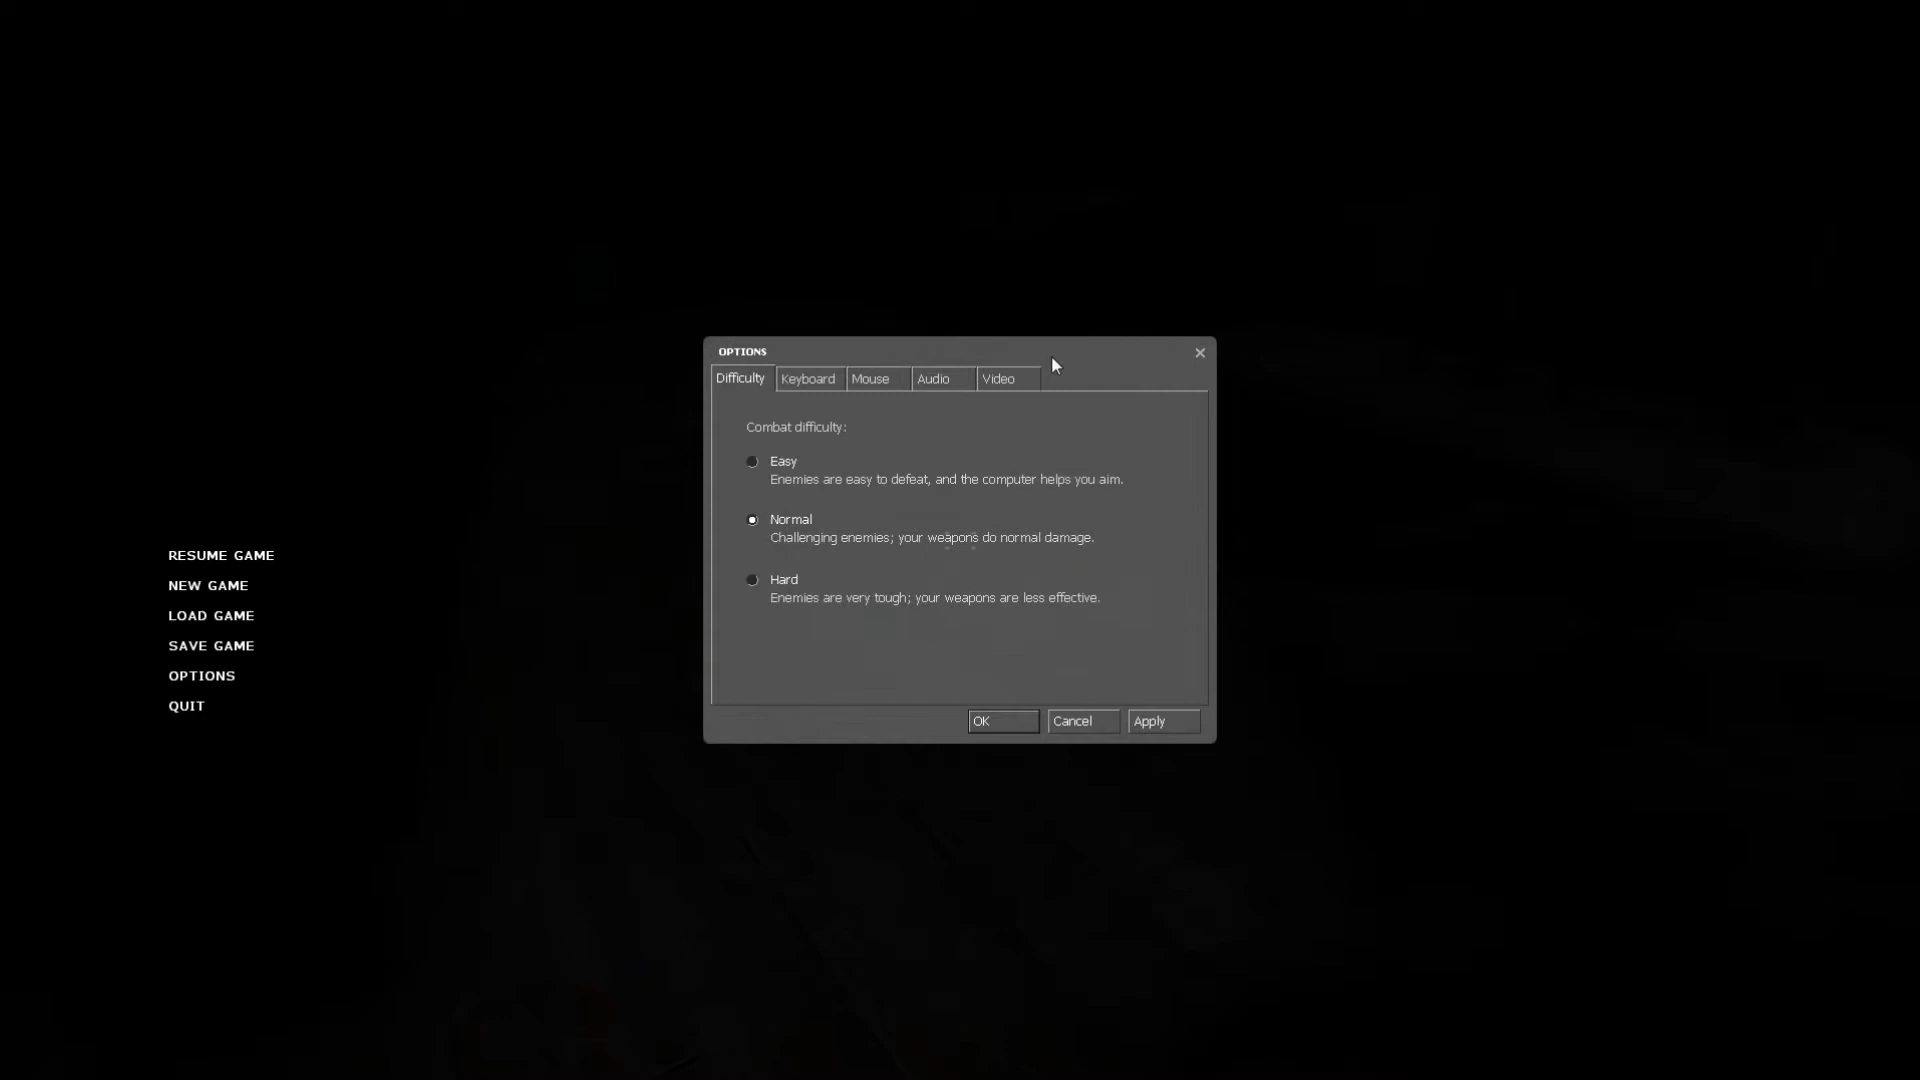 OPTIONS
Difficulty Keyboard Mouse Audio Video
Combat difficulty:
Easy
Enemies are easy to defeat, and the computer helps you aim.
Normal
Challenging enemies; your weapons do normal damage.
Hard
Enemies are very tough; your weapons are less effective.
OK Cancel Apply
RESUME GAME
NEW GAME
LOAD GAME
SAVE GAME
OPTIONS
QUIT